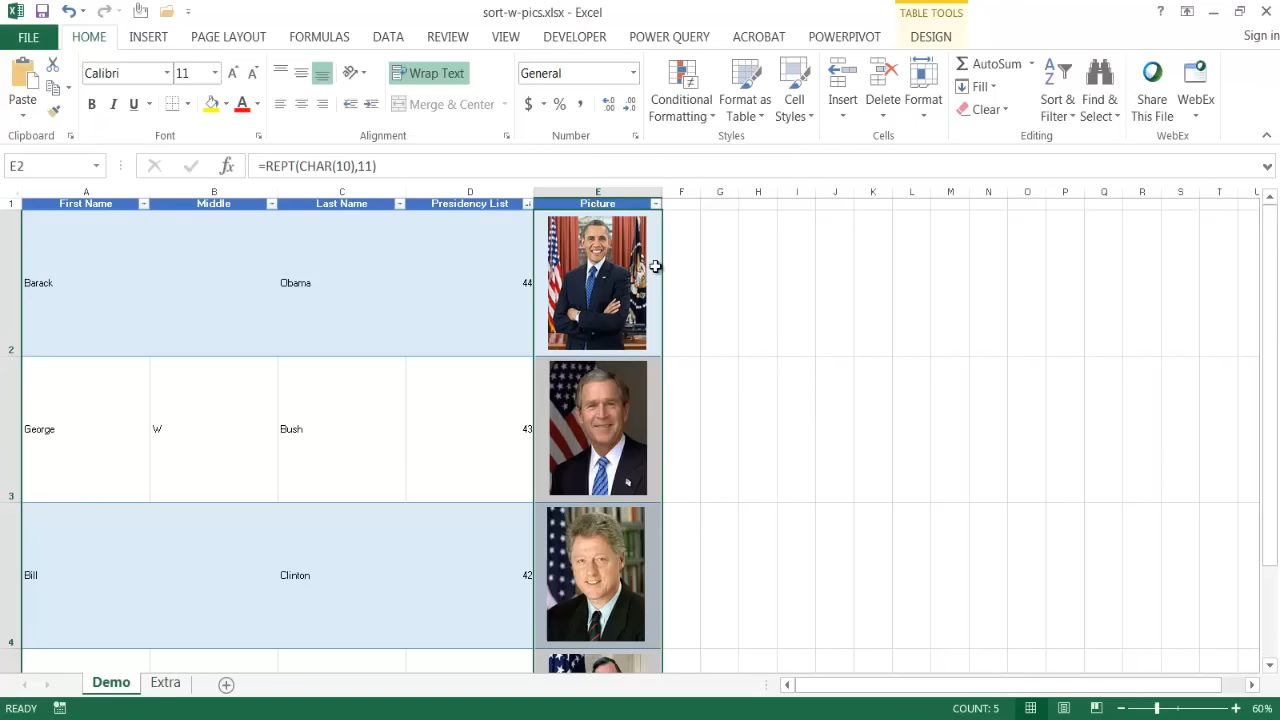 sort-w-pics.xlsx - Excel
TABLE TOOLS
Sign in
FILE HOME INSERT PAGE LAYOUT FORMULAS DATA REVIEW VIEW DEVELOPER POWER QUERY ACROBAT POWERPIVOT DESIGN
Calibri 11 Wrap Text General AutoSum
Fill
Clear
Paste B I U A Merge & Center $ % , Conditional Formatting Format as Table Cell Styles Insert Delete Format Sort & Filter Find & Select Share This File WebEx
Clipboard Font Alignment Number Styles Cells Editing WebEx
E2 fx =REPT(CHAR(10),11)
A B C D E F G H I J K L M N O P Q R S T U
1 First Name Middle Last Name Presidency List Picture
Barack Obama 44
2
George W Bush 43
3
Bill Clinton 42
4
Demo Extra
READY COUNT: 5 60%